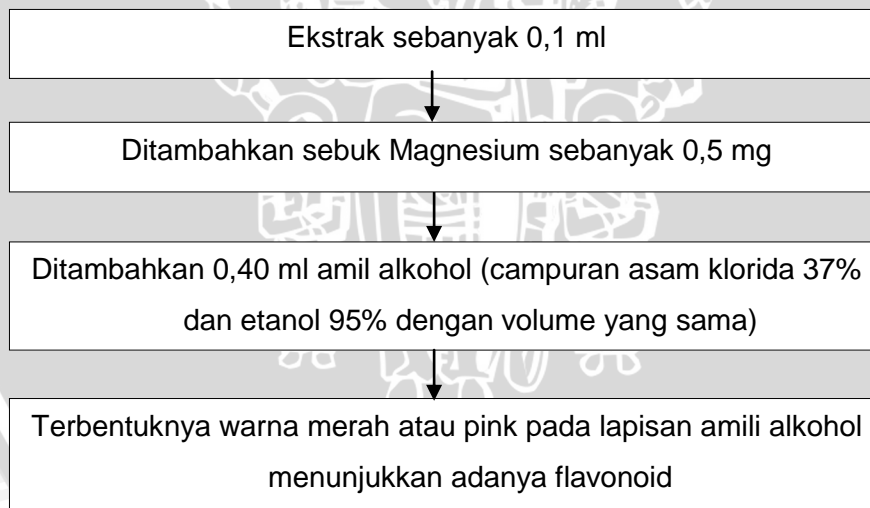 Ekstrak sebanyak 0,1 ml
Ditambahkan sebuk Magnesium sebanyak 0,5 mg
Ditambahkan 0,40 ml amil alkohol (campuran asam klorida 37%
dan etanol 95% dengan volume yang sama)
Terbentuknya warna merah atau pink pada lapisan amili alkohol
menunjukkan adanya flavonoid